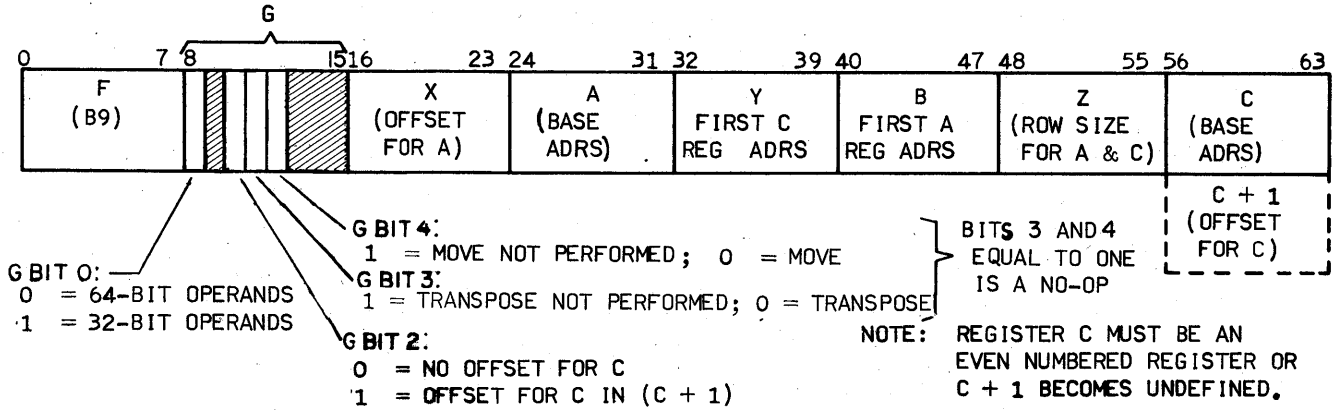 G
0 7 8 15 16 23 24 31 32 39 40 47 48 55 56 63
F
(B9)
X
(OFFSET
FOR A)
A
(BASE
ADRS)
Y
FIRST C
REG ADRS
B
FIRST A
REG ADRS
Z
(ROW SIZE
FOR A & C)
C
(BASE
ADRS)
C + 1
(OFFSET
FOR C)
G BIT 4:
1 = MOVE NOT PERFORMED; 0 = MOVE
G BIT 3:
1 = TRANSPOSE NOT PERFORMED; 0 = TRANSPOSE
BITS 3 AND 4
EQUAL TO ONE
IS A NO-OP
G BIT 0:
0 = 64-BIT OPERANDS
1 = 32-BIT OPERANDS
G BIT 2:
0 = NO OFFSET FOR C
1 = OFFSET FOR C IN (C + 1)
NOTE: REGISTER C MUST BE AN
EVEN NUMBERED REGISTER OR
C + 1 BECOMES UNDEFINED.